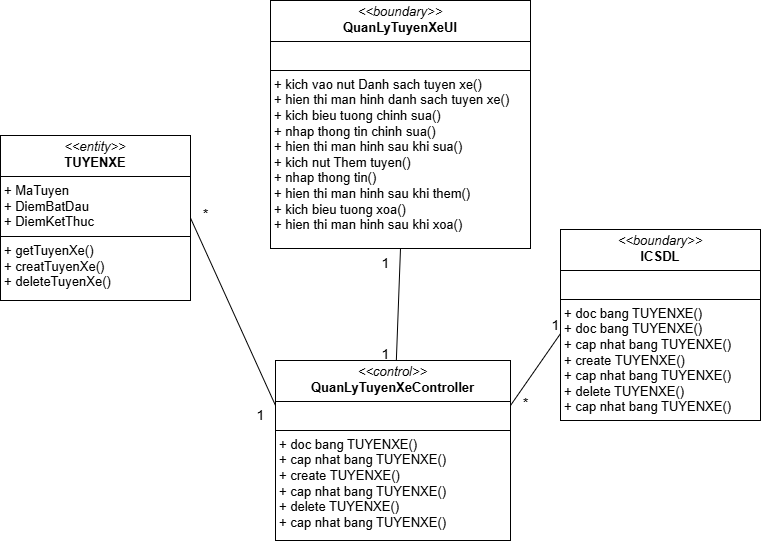 <<boundary>>
QuanLyTuyenXeUI
+ kich vao nut Danh sach tuyen xe()
+ hien thi man hinh danh sach tuyen xe()
+ kich bieu tuong chinh sua()
+ nhap thong tin chinh sua()
+ hien thi man hinh sau khi sua()
+ kich nut Them tuyen()
+ nhap thong tin()
+ hien thi man hinh sau khi them()
+ kich bieu tuong xoa()
+ hien thi man hinh sau khi xoa()
<<entity>>
TUYENXE
+ MaTuyen
+ DiemBatDau
+ DiemKetThuc
+ getTuyenXe()
+ creatTuyenXe()
+ deleteTuyenXe()
*
1
<<boundary>>
ICSDL
+ doc bang TUYENXE()
+ doc bang TUYENXE()
+ cap nhat bang TUYENXE()
+ create TUYENXE()
+ cap nhat bang TUYENXE()
+ delete TUYENXE()
+ cap nhat bang TUYENXE()
1
1
*
1
<<control>>
QuanLyTuyenXeController
+ doc bang TUYENXE()
+ cap nhat bang TUYENXE()
+ create TUYENXE()
+ cap nhat bang TUYENXE()
+ delete TUYENXE()
+ cap nhat bang TUYENXE()